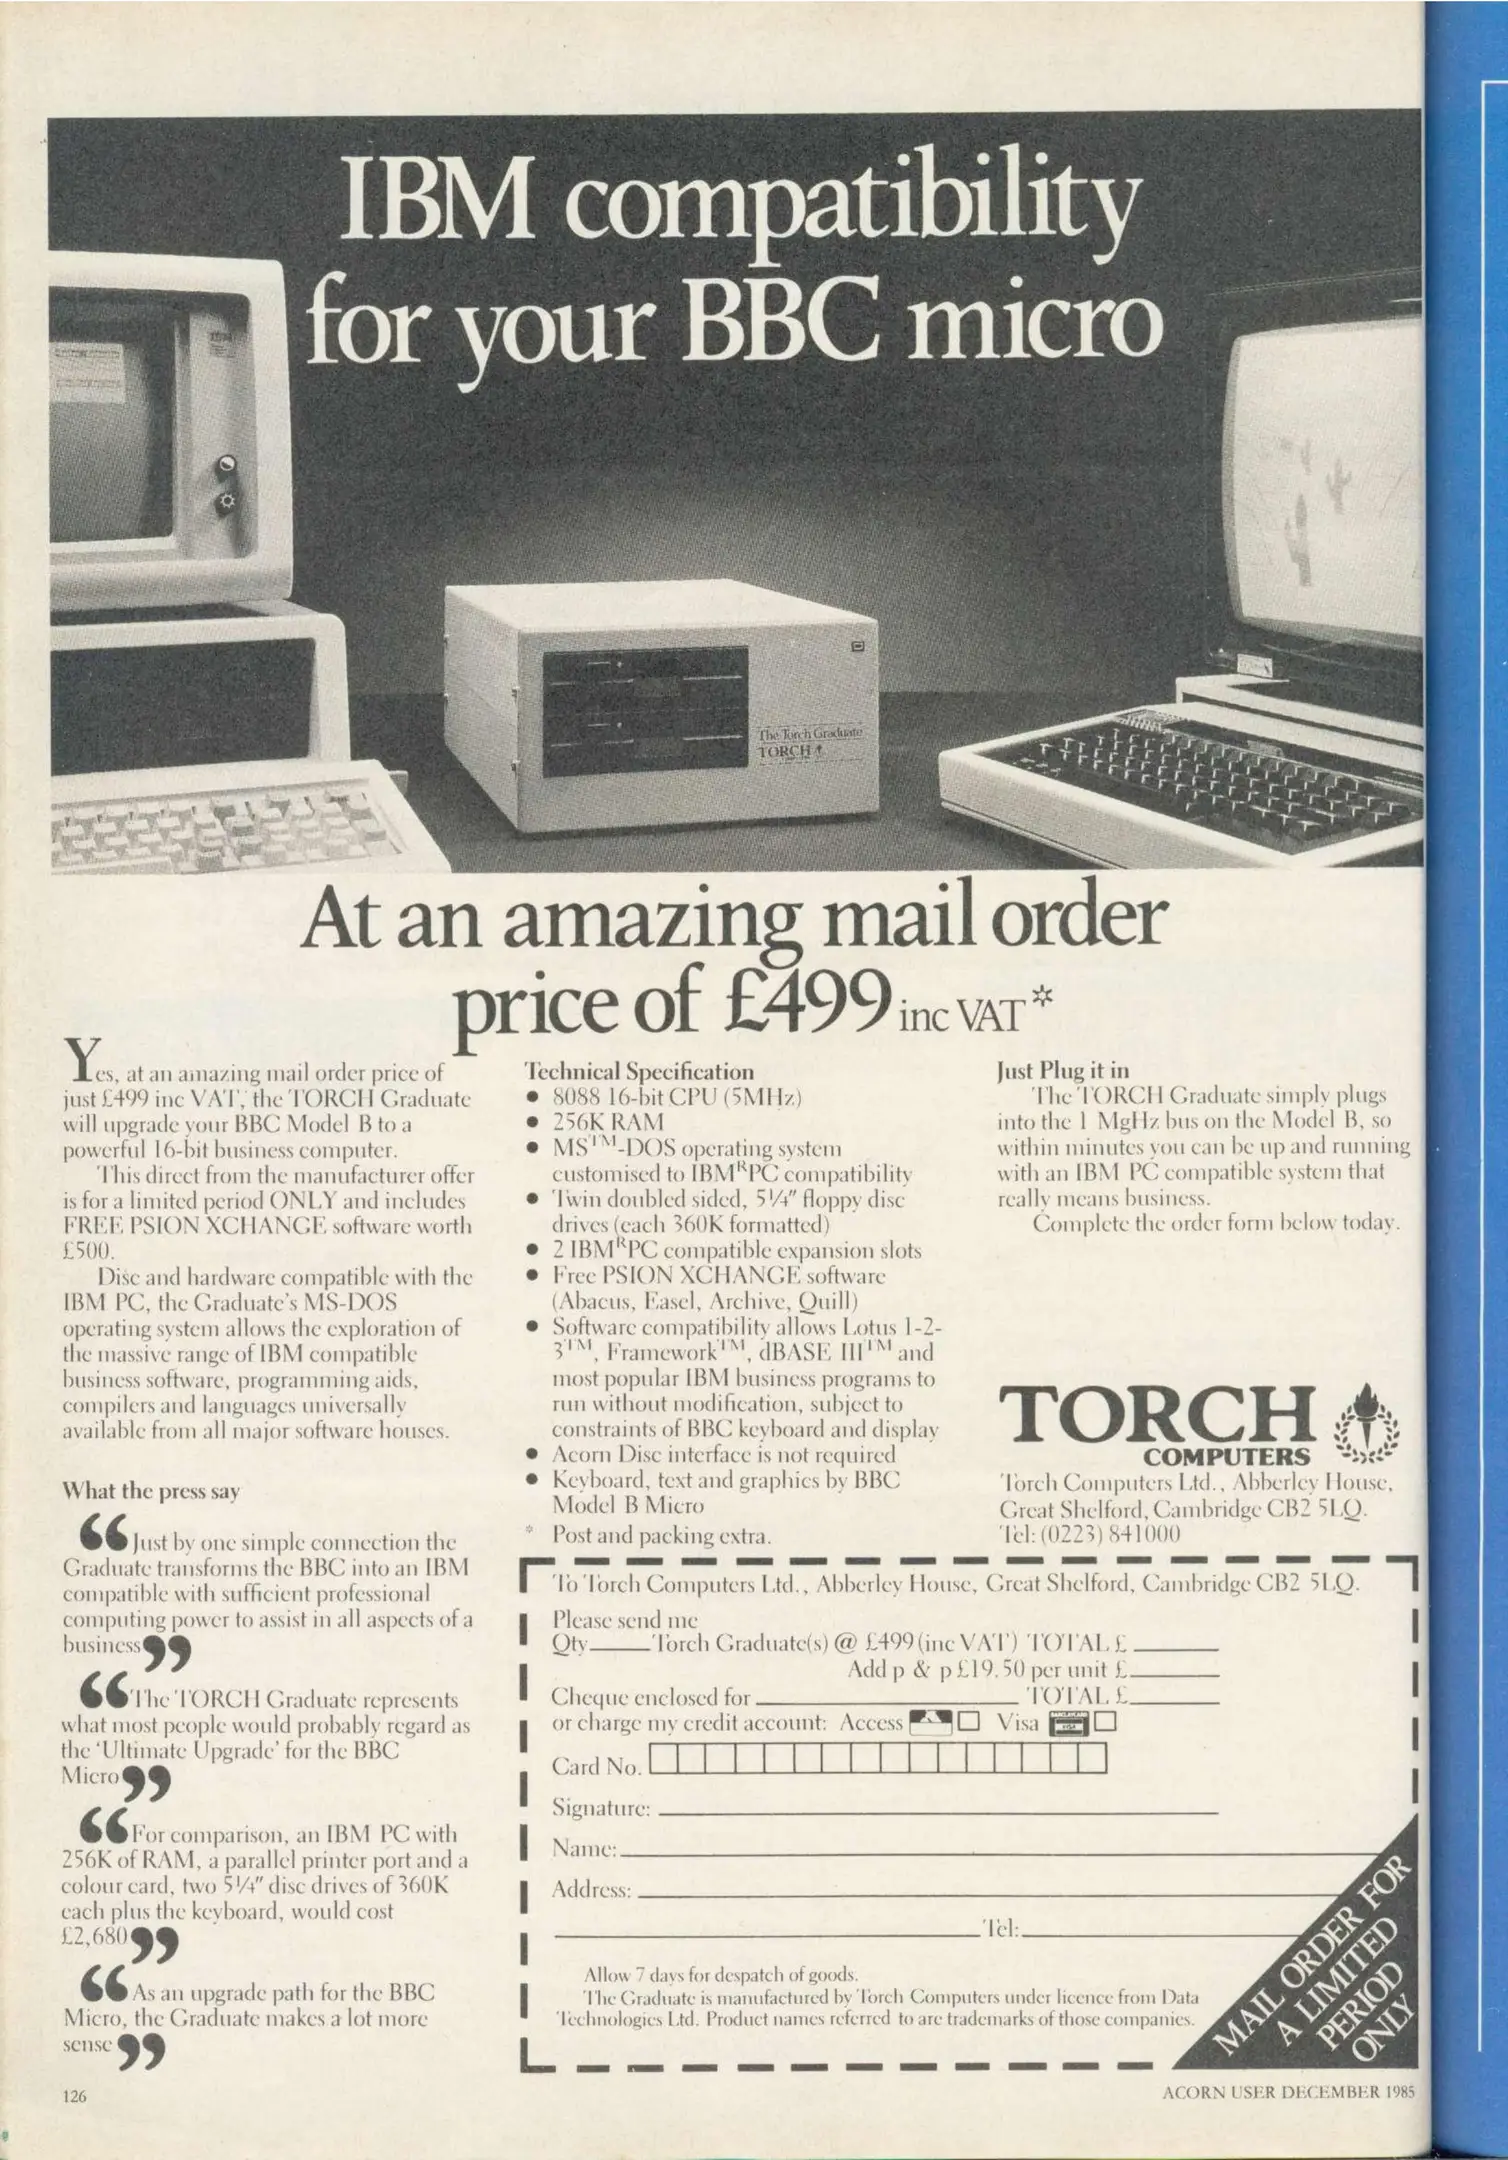 IBM compatibility
for your BBC micro
IBM
The Torch Graduate
TORCH
At an amazing mail order
price of £499 inc VAT*
Yes, at an amazing mail order price of
just £499 inc VAT, the TORCH Graduate
will upgrade your BBC Model B to a
powerful 16-bit business computer.
This direct from the manufacturer offer
is for a limited period ONLY and includes
FREE PSION XCHANGE software worth
£500.
Disc and hardware compatible with the
IBM PC, the Graduate's MS-DOS
operating system allows the exploration of
the massive range of IBM compatible
business software, programming aids,
compilers and languages universally
available from all major software houses.
What the press say
“Just by one simple connection the
Graduate transforms the BBC into an IBM
compatible with sufficient professional
computing power to assist in all aspects of a
business”
“The TORCH Graduate represents
what most people would probably regard as
the ‘Ultimate Upgrade’ for the BBC
Micro”
“For comparison, an IBM PC with
256K of RAM, a parallel printer port and a
colour card, two 5¼" disc drives of 360K
each plus the keyboard, would cost
£2,680”
“As an upgrade path for the BBC
Micro, the Graduate makes a lot more
sense”
Technical Specification
• 8088 16-bit CPU (5MHz)
• 256K RAM
• MS™-DOS operating system
customised to IBMᴿPC compatibility
• Twin doubled sided, 5¼" floppy disc
drives (each 360K formatted)
• 2 IBMᴿPC compatible expansion slots
• Free PSION XCHANGE software
(Abacus, Easel, Archive, Quill)
• Software compatibility allows Lotus 1-2-
3™, Framework™, dBASE III™ and
most popular IBM business programs to
run without modification, subject to
constraints of BBC keyboard and display
• Acorn Disc interface is not required
• Keyboard, text and graphics by BBC
Model B Micro
* Post and packing extra.
Just Plug it in
The TORCH Graduate simply plugs
into the 1 MgHz bus on the Model B, so
within minutes you can be up and running
with an IBM PC compatible system that
really means business.
Complete the order form below today.
TORCH
COMPUTERS
Torch Computers Ltd., Abberley House,
Great Shelford, Cambridge CB2 5LQ.
Tel: (0223) 841000
To Torch Computers Ltd., Abberley House, Great Shelford, Cambridge CB2 5LQ.
Please send me
Qty Torch Graduate(s) @ £499 (inc VAT) TOTAL £
Add p & p £19.50 per unit £
Cheque enclosed for TOTAL £
or charge my credit account: Access Visa
BARCLAYCARD
VISA
Card No.
Signature:
Name:
Address:
Tel:
Allow 7 days for despatch of goods.
The Graduate is manufactured by Torch Computers under licence from Data
Technologies Ltd. Product names referred to are trademarks of those companies.
MAIL ORDER FOR
A LIMITED
PERIOD
ONLY
126
ACORN USER DECEMBER 1985